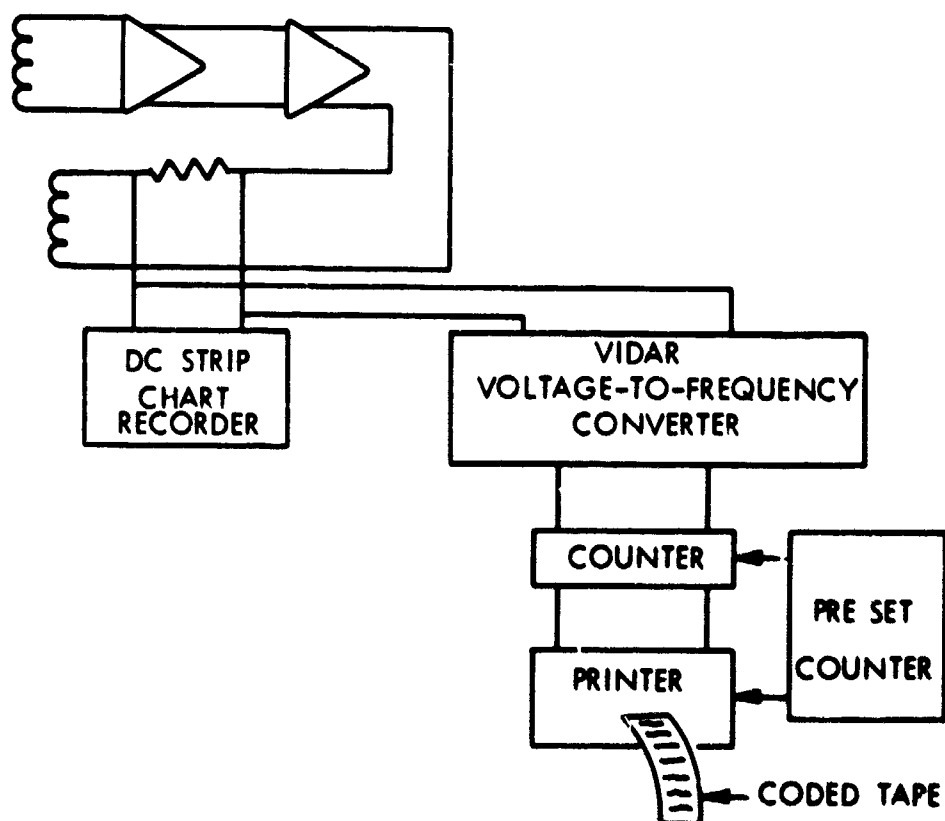 DC STRIP
CHART
RECORDER
VIDAR
VOLTAGE-TO-FREQUENCY
CONVERTER
COUNTER
PRE SET
COUNTER
PRINTER
CODED TAPE